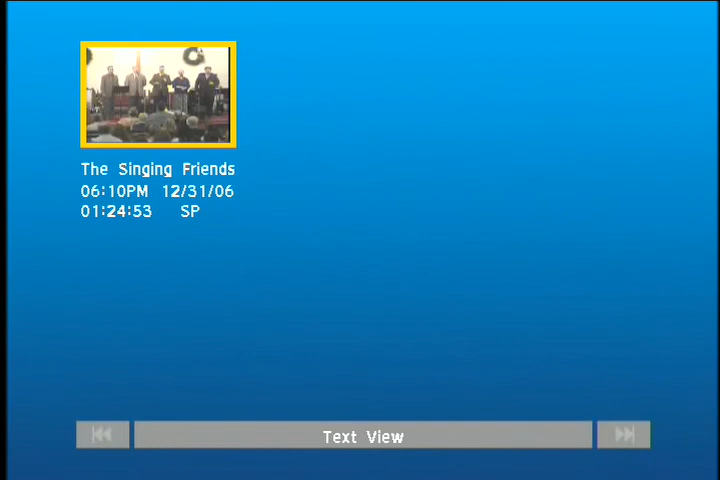 The Singing Friends
06:10PM 12/31/06
01:24:53 SP
Text View